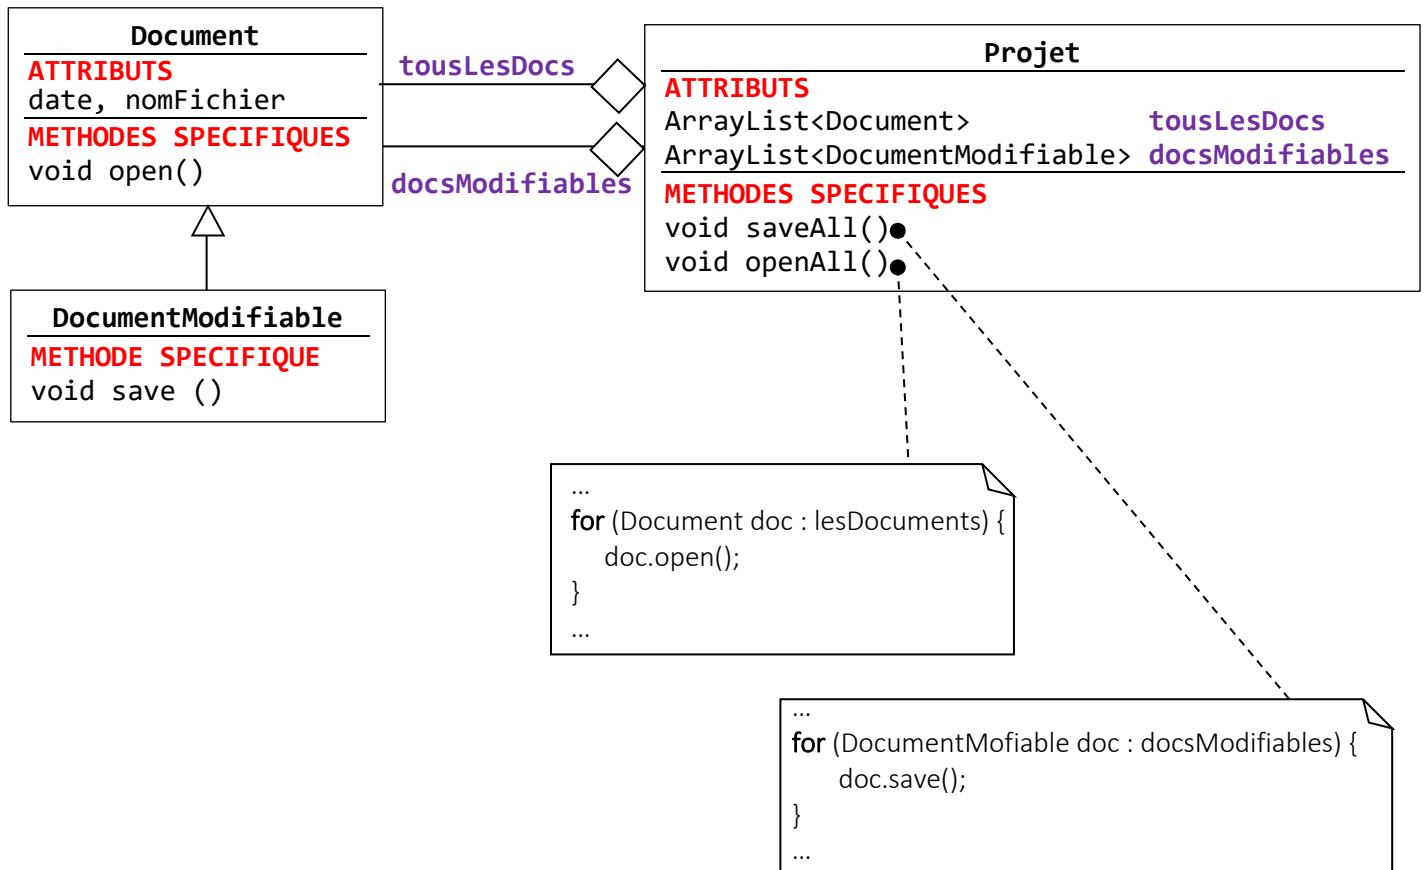 Document
ATTRIBUTS
date, nomFichier
METHODES SPECIFIQUES
void open()
tousLesDocs
docsModifiables
Projet
ATTRIBUTS
ArrayList<Document> tousLesDocs
ArrayList<DocumentModifiable> docsModifiables
METHODES SPECIFIQUES
void saveAll()
void openAll()
DocumentModifiable
METHODE SPECIFIQUE
void save ()
...
for (Document doc : lesDocuments) {
doc.open();
}
...
...
for (DocumentMofiable doc : docsModifiables) {
doc.save();
}
...